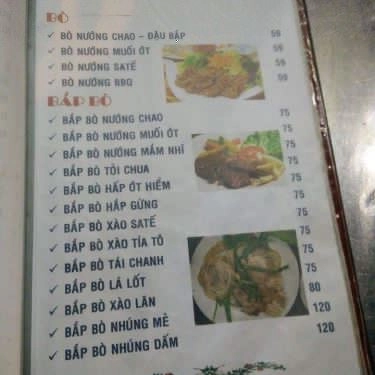 BÒ
✓ BÒ NƯỚNG CHAO – ĐẬU BẮP 59
✓ BÒ NƯỚNG MUỐI ỚT 59
✓ BÒ NƯỚNG SATẾ 59
✓ BÒ NƯỚNG BBQ 59
BẮP BÒ
✓ BẮP BÒ NƯỚNG CHAO 75
✓ BẮP BÒ NƯỚNG MUỐI ỚT 75
✓ BẮP BÒ NƯỚNG MẮM NHĨ 75
✓ BẮP BÒ TỎI CHUA 75
✓ BẮP BÒ HẤP ỚT HIỂM 75
✓ BẮP BÒ HẤP GỪNG 75
✓ BẮP BÒ XÀO SATẾ 75
✓ BẮP BÒ XÀO TÍA TÔ 75
✓ BẮP BÒ TÁI CHANH 75
✓ BẮP BÒ LÁ LỐT 75
✓ BẮP BÒ XÀO LĂN 80
✓ BẮP BÒ NHÚNG MẺ 120
✓ BẮP BÒ NHÚNG DẤM 120